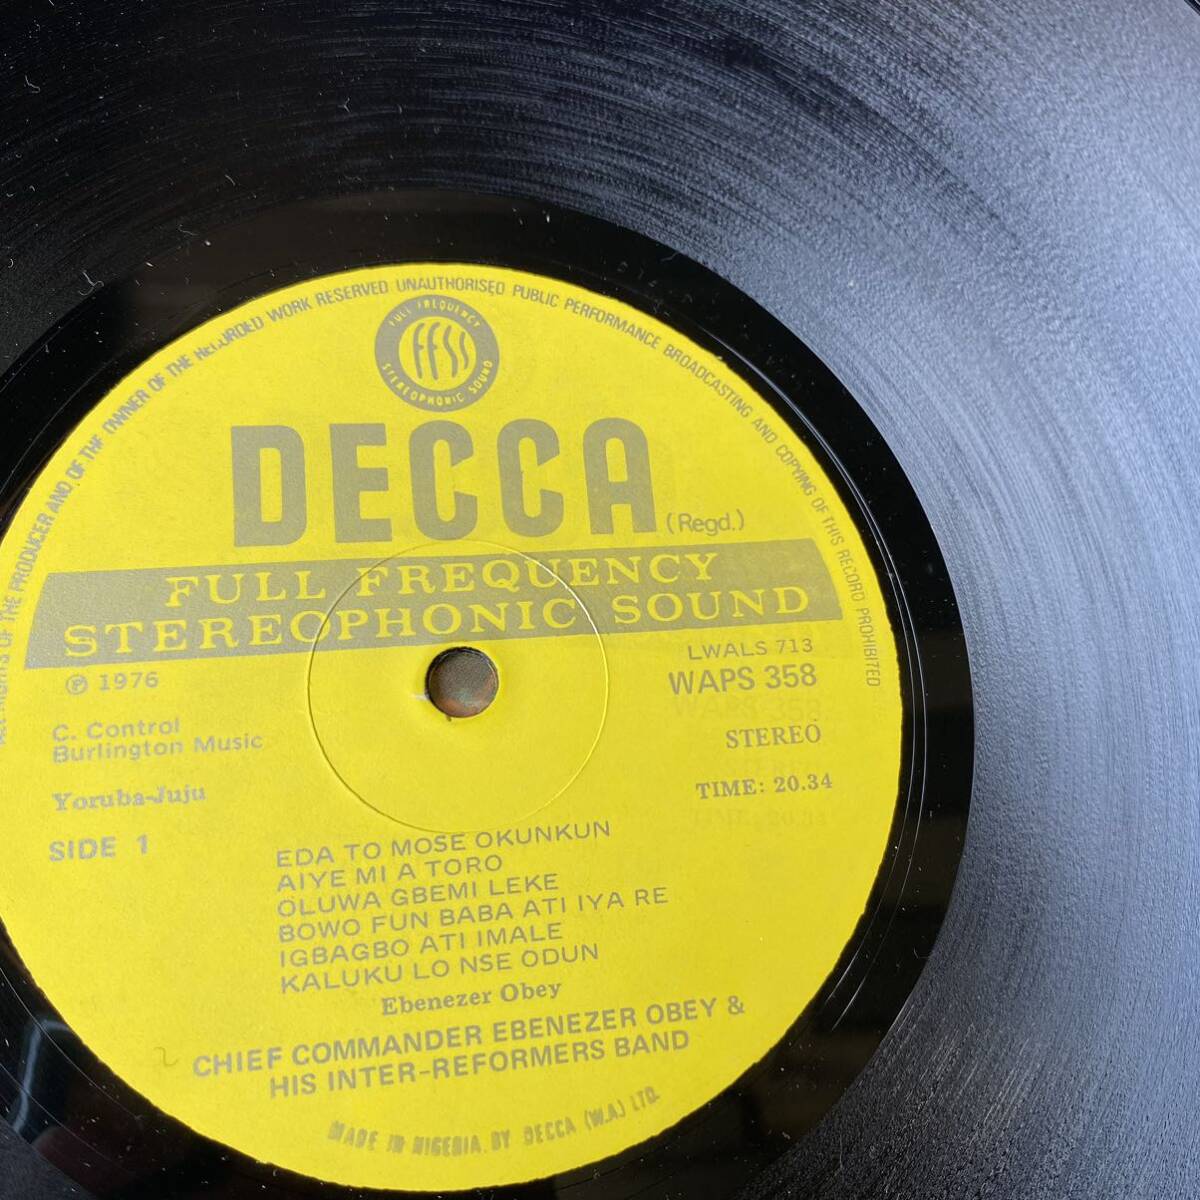 RIGHTS OF THE PRODUCER AND OF THE OWNER OF THE RECORDED WORK RESERVED UNAUTHORISED PUBLIC PERFORMANCE BROADCASTING AND COPYING OF THIS RECORD PROHIBITED
FULL FREQUENCY
FFSS
STEREOPHONIC SOUND
DECCA (Regd.)
FULL FREQUENCY
STEREOPHONIC SOUND
LWALS 713
℗ 1976
WAPS 358
C. Control
Burlington Music
STEREO
Yoruba-Juju
TIME: 20.34
SIDE 1
EDA TO MOSE OKUNKUN
AIYE MI A TORO
OLUWA GBEMI LEKE
BOWO FUN BABA ATI IYA RE
IGBAGBO ATI IMALE
KALUKU LO NSE ODUN
Ebenezer Obey
CHIEF COMMANDER EBENEZER OBEY &
HIS INTER-REFORMERS BAND
MADE IN NIGERIA. BY DECCA (W.A.) LTD.